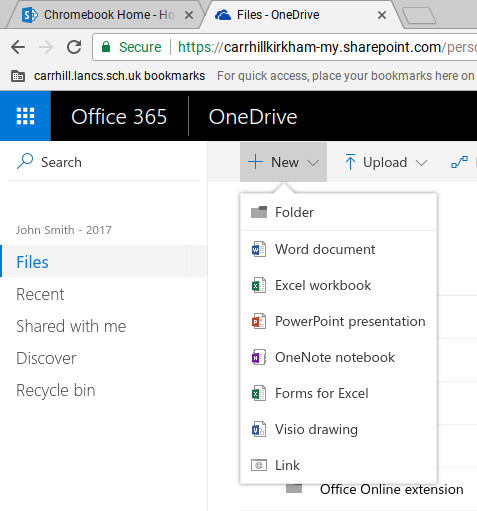 Chromebook Home - Ho
Files - OneDrive
Secure
https://carrhillkirkham-my.sharepoint.com/perso
carrhill.lancs.sch.uk bookmarks
For quick access, place your bookmarks here on
Office 365
OneDrive
Search
New
Upload
John Smith - 2017
Files
Recent
Shared with me
Discover
Recycle bin
Folder
Word document
Excel workbook
PowerPoint presentation
OneNote notebook
Forms for Excel
Visio drawing
Link
Office Online extension